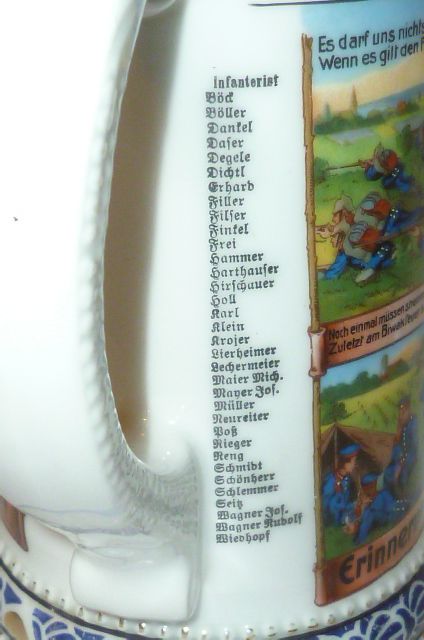 Infanterist
Böck
Böller
Dankel
Daser
Degele
Dichtl
Erhard
Filler
Filser
Finkel
Frei
Hammer
Harthauser
Hirschauer
Holl
Karl
Klein
Krojer
Lierheimer
Lechermeier
Maier Mich.
Mayer Jos.
Müller
Neureiter
Poß
Rieger
Reng
Schmidt
Schönherr
Schlemmer
Seitz
Wagner Jos.
Wagner Rudolf
Wiedhopf
Es darf uns nichts
Wenn es gilt den F
Noch einmal müssen
Zuletzt am Biwak
Erinner